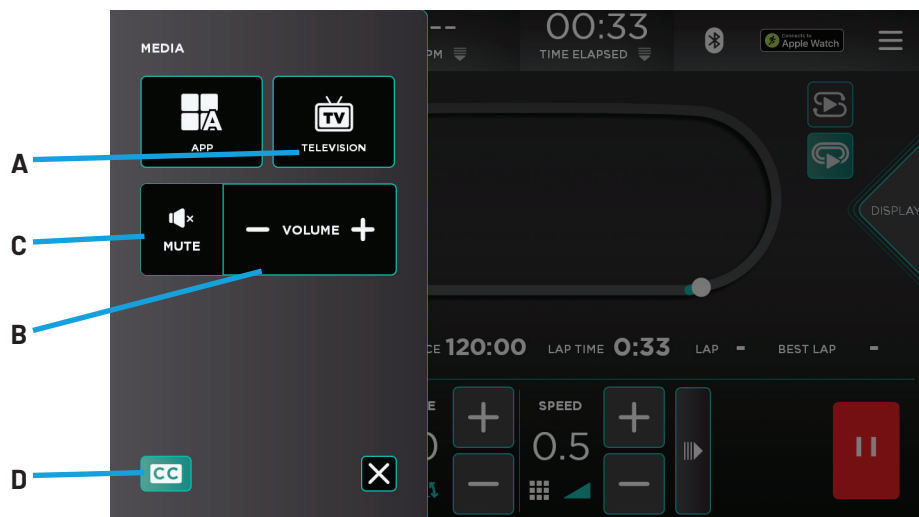 MEDIA
-- PM
00:33
TIME ELAPSED
Connects to
Apple Watch
A
APP
TV
TELEVISION
DISPLAY
C
MUTE
VOLUME
B
120:00
LAP TIME 0:33
LAP -
BEST LAP -
SPEED
0.5
D
CC